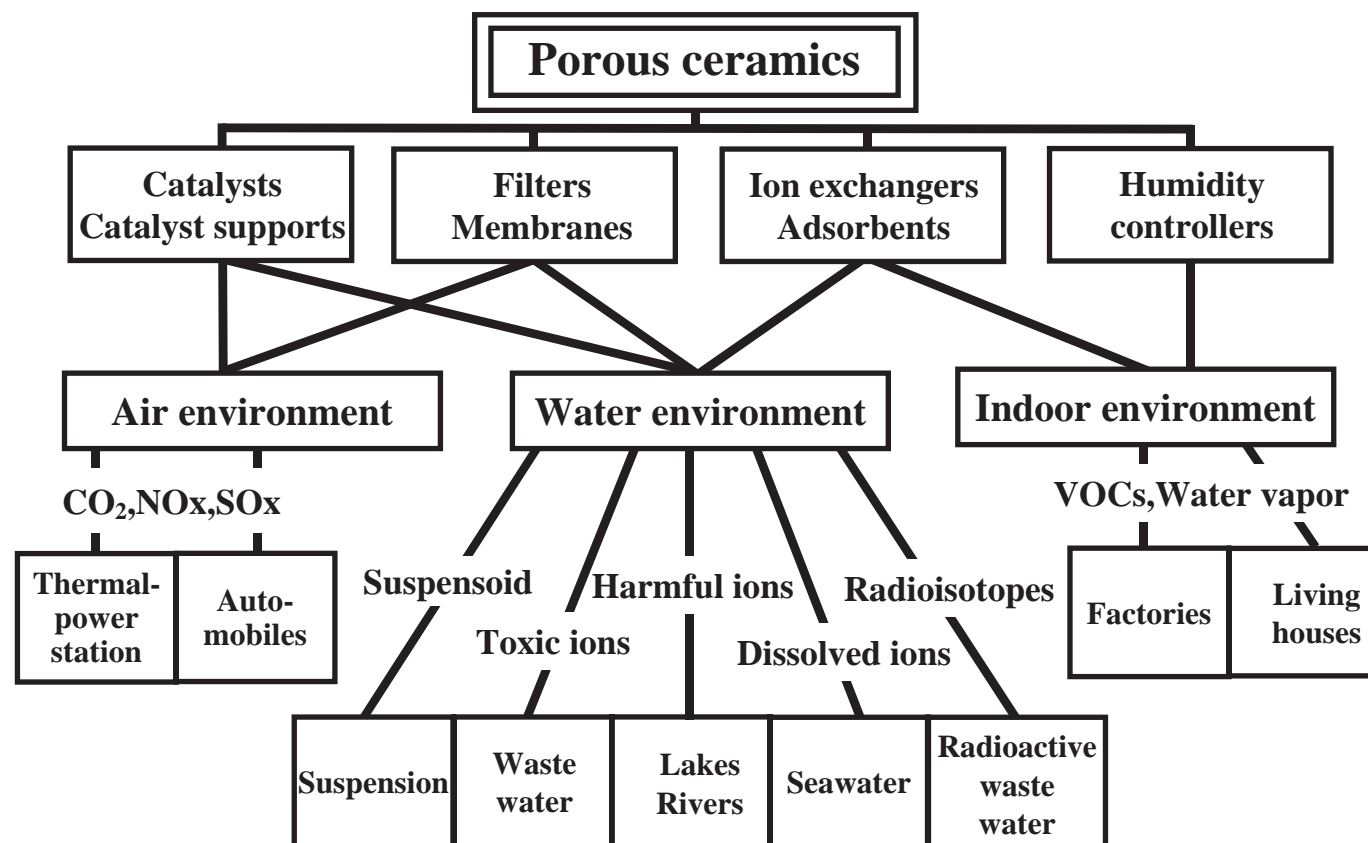 Porous ceramics
Catalysts
Catalyst supports
Filters
Membranes
Ion exchangers
Adsorbents
Humidity
controllers
Air environment
Water environment
Indoor environment
CO₂,NOx,SOx
VOCs,Water vapor
Thermal-
power
station
Auto-
mobiles
Suspensoid
Toxic ions
Harmful ions
Dissolved ions
Radioisotopes
Factories
Living
houses
Suspension
Waste
water
Lakes
Rivers
Seawater
Radioactive
waste
water